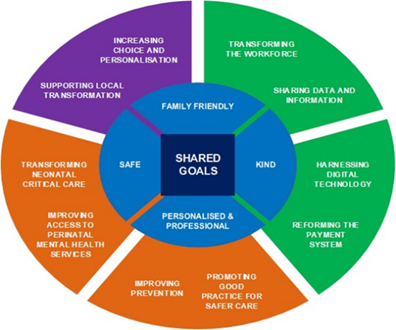 INCREASING
CHOICE AND
PERSONALISATION
SUPPORTING LOCAL
TRANSFORMATION
TRANSFORMING
THE WORKFORCE
SHARING DATA AND
INFORMATION
FAMILY FRIENDLY
SAFE
SHARED
GOALS
KIND
PERSONALISED &
PROFESSIONAL
TRANSFORMING
NEONATAL
CRITICAL CARE
IMPROVING
ACCESS TO
PERINATAL
MENTAL HEALTH
SERVICES
HARNESSING
DIGITAL
TECHNOLOGY
REFORMING THE
PAYMENT
SYSTEM
IMPROVING
PREVENTION
PROMOTING
GOOD
PRACTICE FOR
SAFER CARE